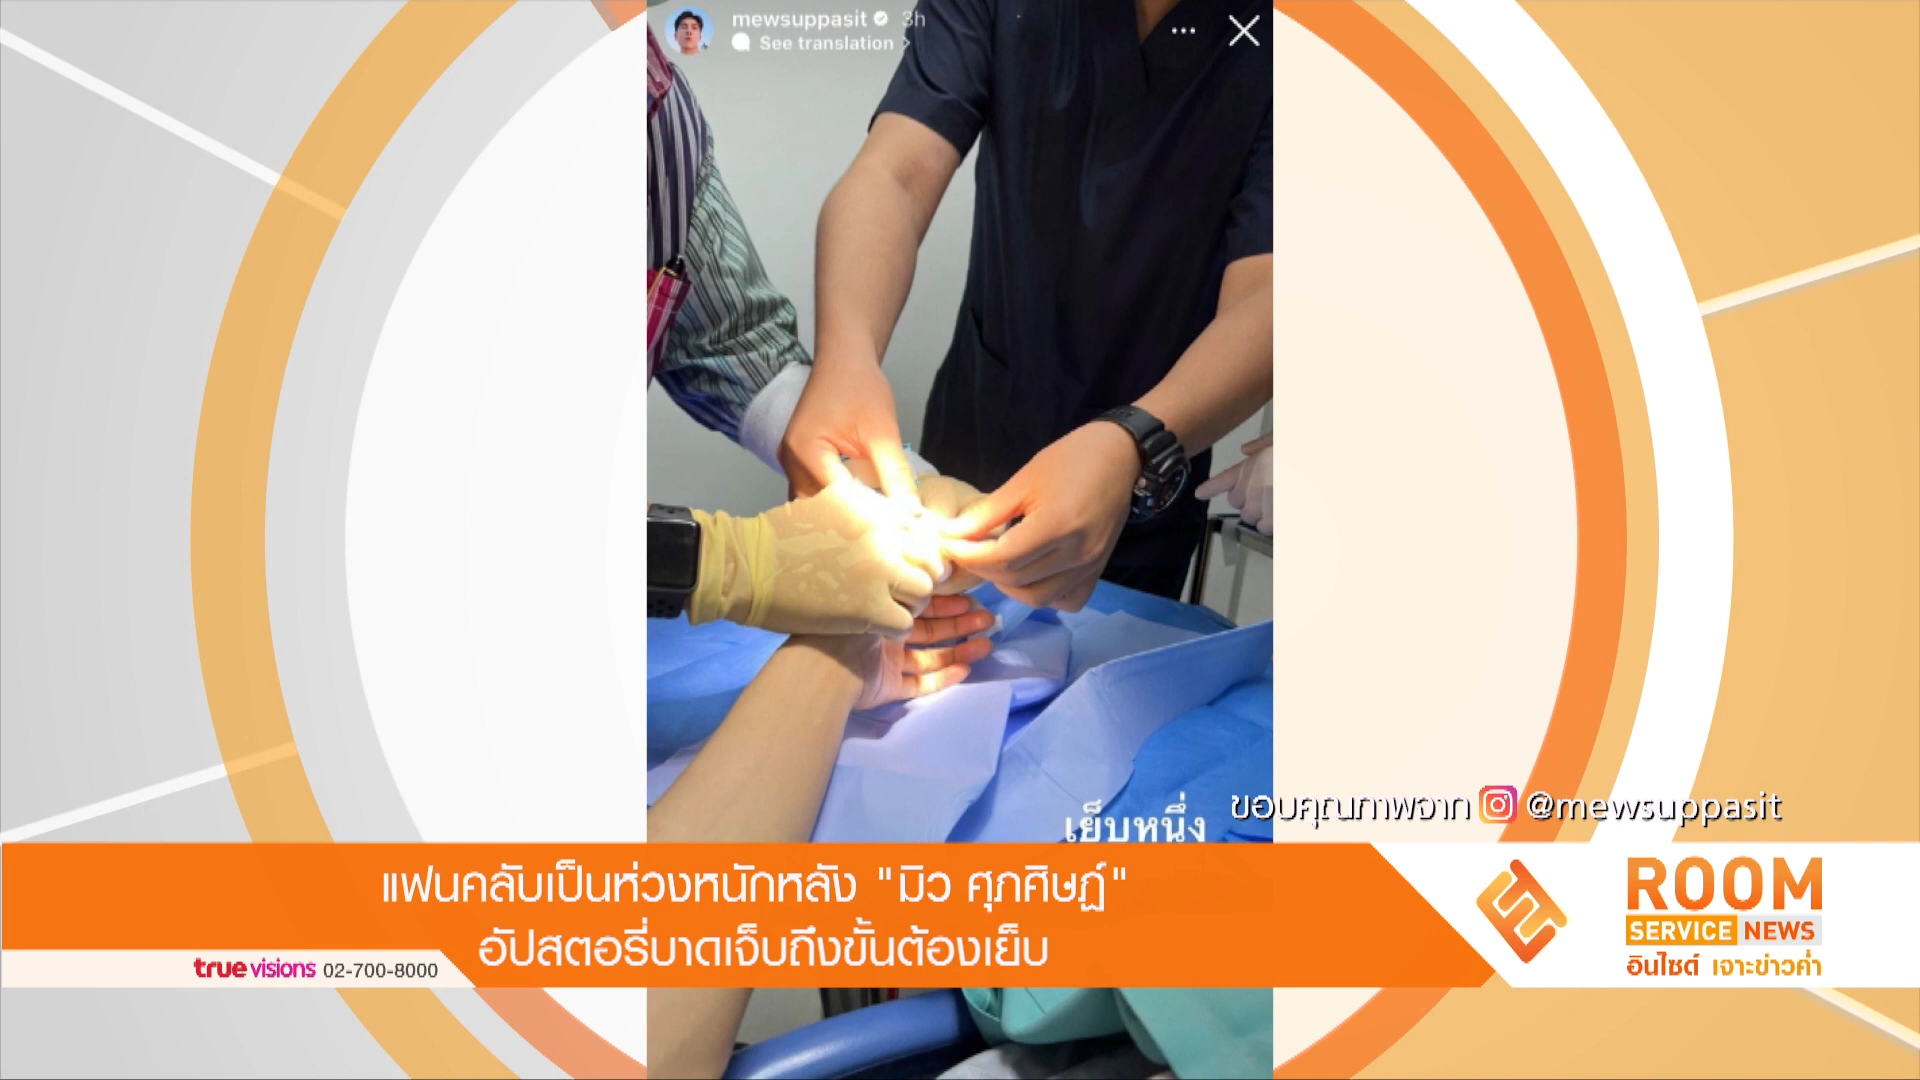 mewsuppasit 3h
See translation >
เย็บหนึ่ง
ขอบคุณภาพจาก @mewsuppasit
แฟนคลับเป็นห่วงหนักหลัง "มิว ศุภศิษฏ์"
อัปสตอรี่บาดเจ็บถึงขั้นต้องเย็บ
true visions 02-700-8000
ROOM
SERVICE NEWS
อินไซด์ เจาะข่าวค่ำ